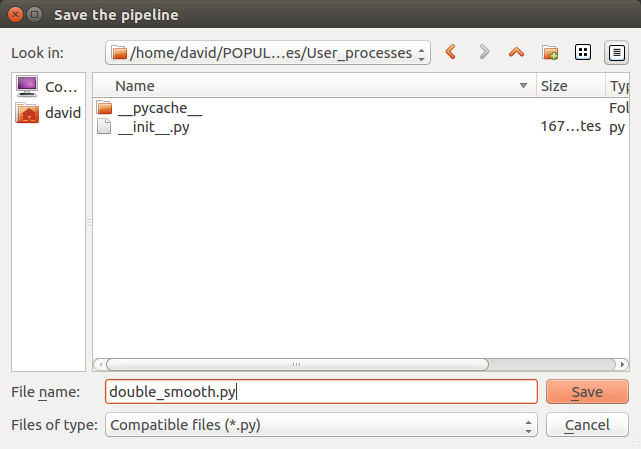 Save the pipeline
Look in: /home/david/POPUL…es/User_processes
Co…
david
Name Size Typ
__pycache__ Fol
__init__.py 167…tes py
File name: double_smooth.py Save
Files of type: Compatible files (*.py) Cancel